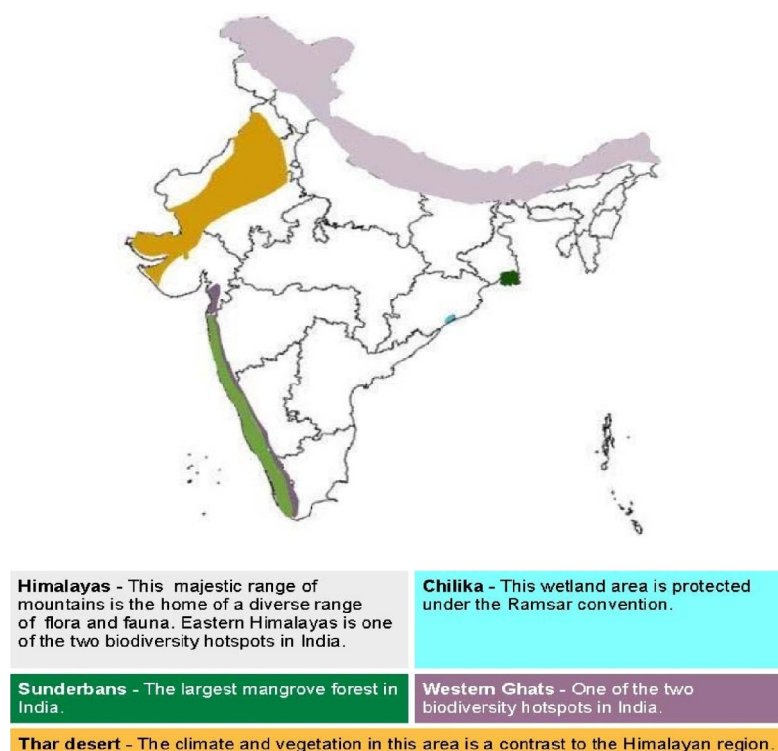 Himalayas - This majestic range of
mountains is the home of a diverse range
of flora and fauna. Eastern Himalayas is one
of the two biodiversity hotspots in India.
Chilika - This wetland area is protected
under the Ramsar convention.
Sunderbans - The largest mangrove forest in
India.
Western Ghats - One of the two
biodiversity hotspots in India.
Thar desert - The climate and vegetation in this area is a contrast to the Himalayan region.